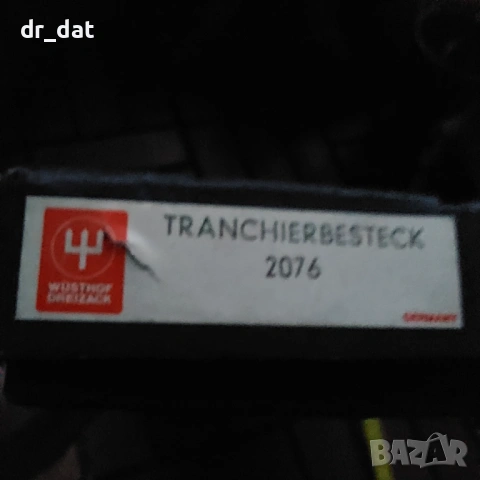 dr_dat
TRANCHIERBESTECK
2076
WÜSTHOF
DREIZACK
GERMANY
BAZAR